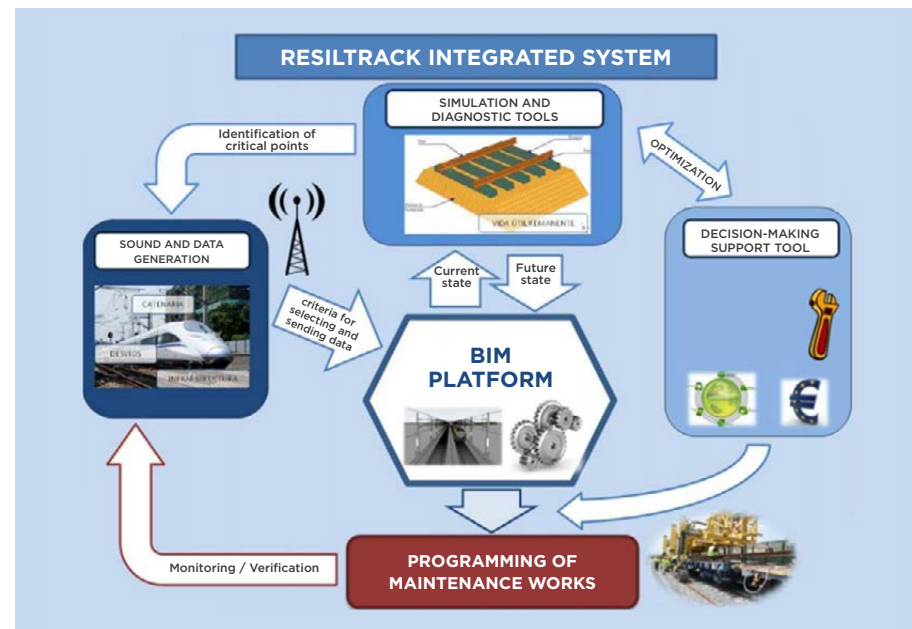 RESILTRACK INTEGRATED SYSTEM
SIMULATION AND
DIAGNOSTIC TOOLS
VIDA ÚTIL REMANENTE
Identification of
critical points
OPTIMIZATION
SOUND AND DATA
GENERATION
CATENARIA
DESVÍOS
INFRAESTRUCTURA
DECISION-MAKING
SUPPORT TOOL
Current
state
Future
state
criteria for
selecting and
sending data
BIM
PLATFORM
Monitoring / Verification
PROGRAMMING OF
MAINTENANCE WORKS